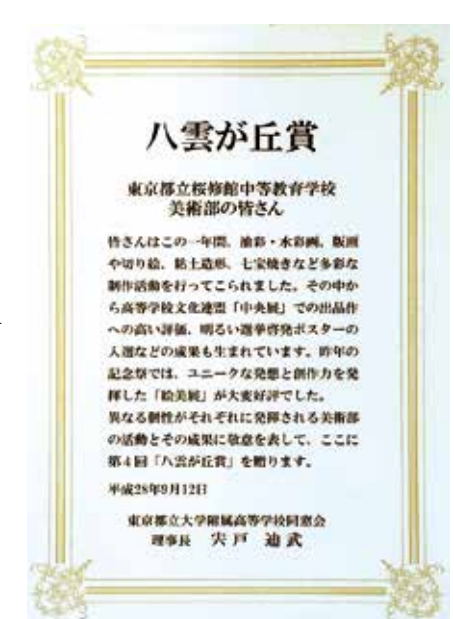 八雲が丘賞
東京都立桜修館中等教育学校
美術部の皆さん
皆さんはこの一年間、油彩・水彩画、版画
や切り絵、粘土造形、七宝焼きなど多彩な
制作活動を行ってこられました。その中か
ら高等学校文化連盟「中央展」での出品作
への高い評価、明るい選挙啓発ポスターの
入選などの成果も生まれています。昨年の
記念祭では、ユニークな発想と創作力を発
揮した「絵美展」が大変好評でした。
異なる個性がそれぞれに発揮される美術部
の活動とその成果に敬意を表して、ここに
第4回「八雲が丘賞」を贈ります。
平成28年9月12日
東京都立大学附属高等学校同窓会
理事長 宍戸 迪武